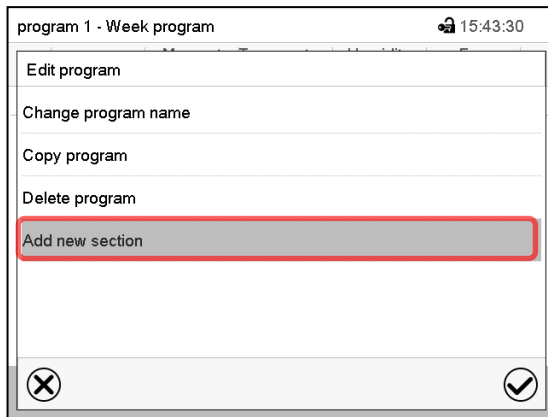 program 1 - Week program 15:43:30
Edit program
Change program name
Copy program
Delete program
Add new section